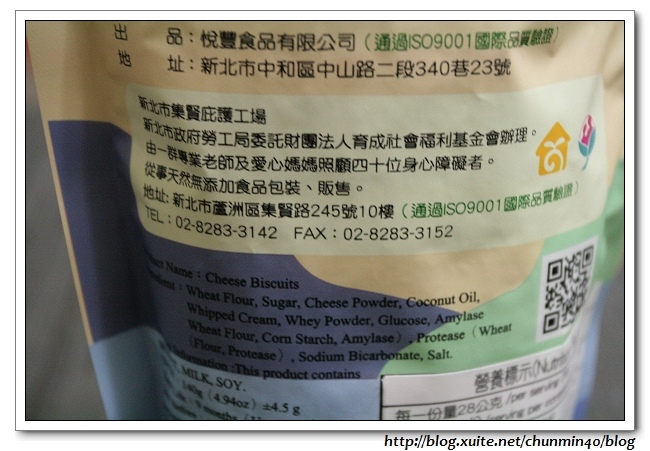 出　品：悅豐食品有限公司（通過ISO9001國際品質驗證）
地　址：新北市中和區中山路二段340巷23號
新北市集賢庇護工場
新北市政府勞工局委託財團法人育成社會福利基金會辦理。
由一群專業老師及愛心媽媽照顧四十位身心障礙者。
從事天然無添加食品包裝、販售。
地址:新北市蘆洲區集賢路245號10樓（通過ISO9001國際品質驗證）
TEL：02-8283-3142　FAX：02-8283-3152
Name：Cheese Biscuits
：Wheat Flour, Sugar, Cheese Powder, Coconut Oil,
Whipped Cream, Whey Powder, Glucose, Amylase
Wheat Flour, Corn Starch, Amylase）, Protease（Wheat
(Flour, Protease）, Sodium Bicarbonate, Salt.
:This product contains
MILK, SOY.
140g (4.94oz) ±4.5 g
營養標示(Nutri
每一份量28公克 /per serving
http://blog.xuite.net/chunmin40/blog